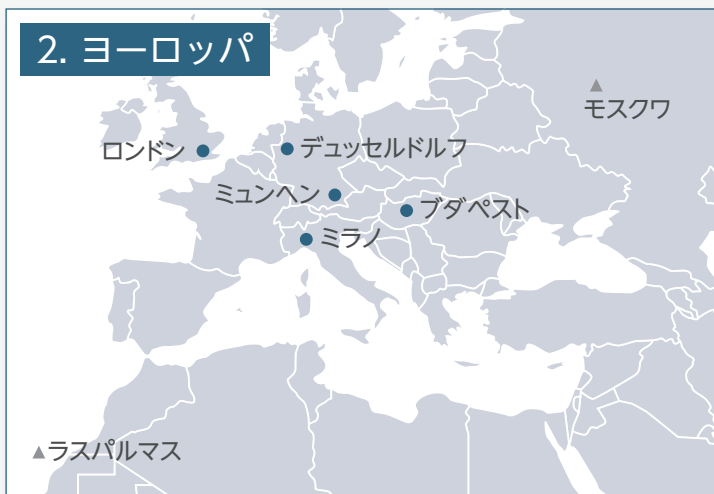 2. ヨーロッパ
モスクワ
ロンドン
デュッセルドルフ
ミュンヘン
ブダペスト
ミラノ
ラスパルマス